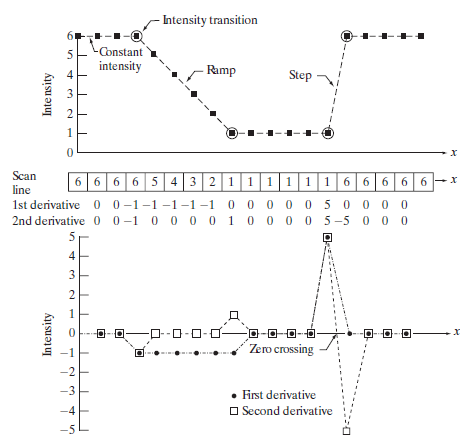 Intensity transition
6
Constant
intensity
5
Ramp
Step
4
3
2
1
0
x
Intensity
Scan
line
6 6 6 6 5 4 3 2 1 1 1 1 1 1 6 6 6 6 6
x
1st derivative 0 0 −1 −1 −1 −1 −1 0 0 0 0 0 5 0 0 0 0
2nd derivative 0 0 −1 0 0 0 0 1 0 0 0 0 5 −5 0 0 0
5
4
3
2
1
0
x
Intensity
Zero crossing
−1
−2
−3
First derivative
−4
Second derivative
−5